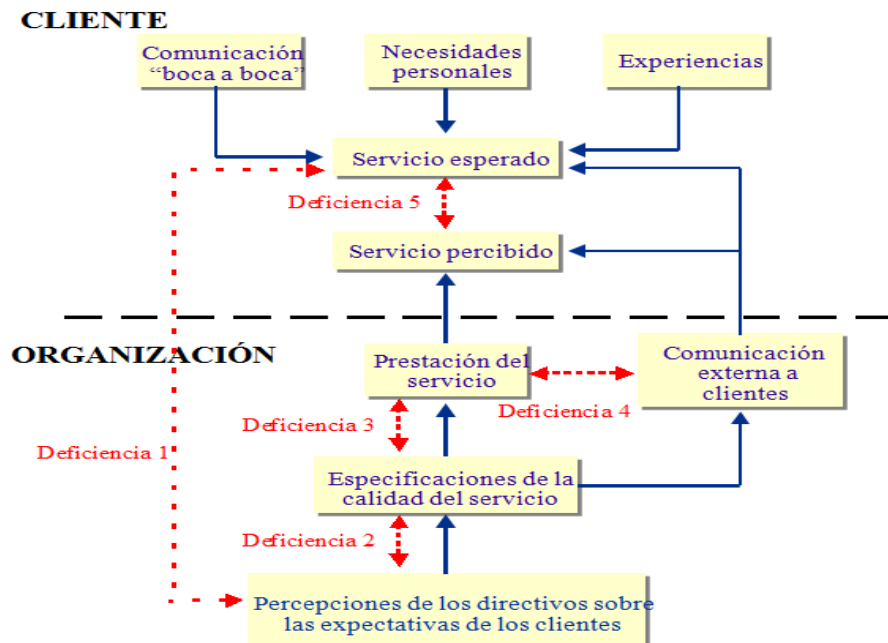 CLIENTE
Comunicación
“boca a boca”
Necesidades
personales
Experiencias
Servicio esperado
Deficiencia 5
Servicio percibido
ORGANIZACIÓN
Prestación del
servicio
Comunicación
externa a
clientes
Deficiencia 4
Deficiencia 3
Deficiencia 1
Especificaciones de la
calidad del servicio
Deficiencia 2
Percepciones de los directivos sobre
las expectativas de los clientes